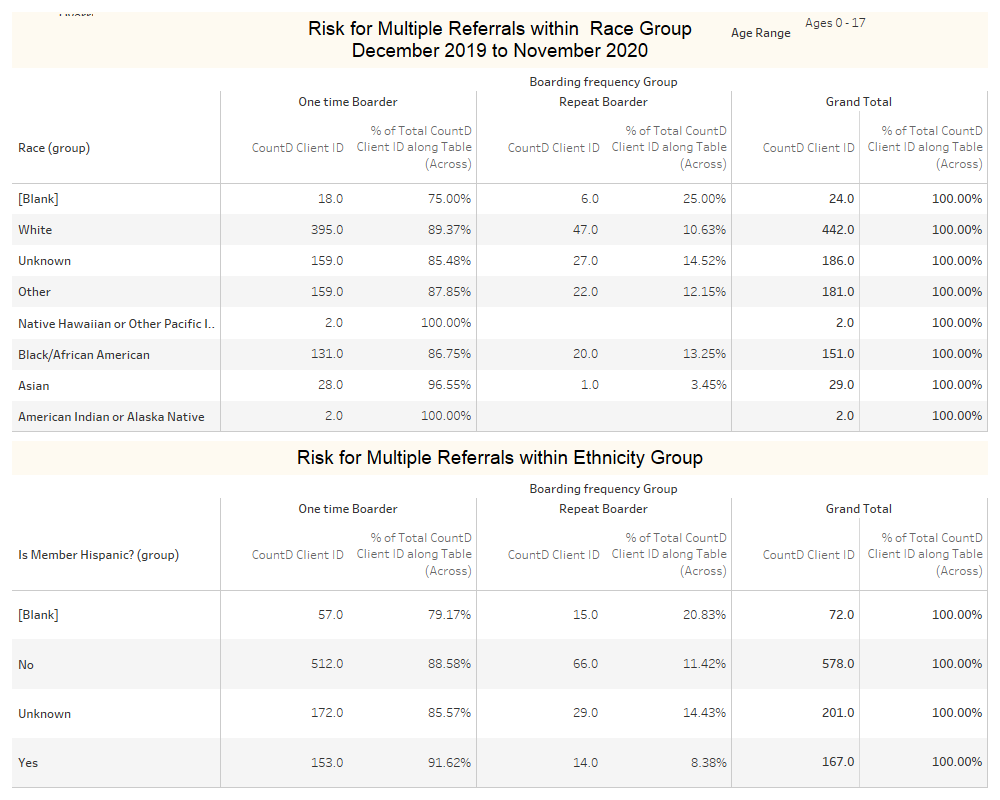 Risk for Multiple Referrals within Race Group
December 2019 to November 2020
Age Range
Ages 0 - 17
Boarding frequency Group
One time Boarder Repeat Boarder Grand Total
Race (group) CountD Client ID % of Total CountD Client ID along Table (Across) CountD Client ID % of Total CountD Client ID along Table (Across) CountD Client ID % of Total CountD Client ID along Table (Across)
[Blank] 18.0 75.00% 6.0 25.00% 24.0 100.00%
White 395.0 89.37% 47.0 10.63% 442.0 100.00%
Unknown 159.0 85.48% 27.0 14.52% 186.0 100.00%
Other 159.0 87.85% 22.0 12.15% 181.0 100.00%
Native Hawaiian or Other Pacific I.. 2.0 100.00% 2.0 100.00%
Black/African American 131.0 86.75% 20.0 13.25% 151.0 100.00%
Asian 28.0 96.55% 1.0 3.45% 29.0 100.00%
American Indian or Alaska Native 2.0 100.00% 2.0 100.00%
Risk for Multiple Referrals within Ethnicity Group
Boarding frequency Group
One time Boarder Repeat Boarder Grand Total
Is Member Hispanic? (group) CountD Client ID % of Total CountD Client ID along Table (Across) CountD Client ID % of Total CountD Client ID along Table (Across) CountD Client ID % of Total CountD Client ID along Table (Across)
[Blank] 57.0 79.17% 15.0 20.83% 72.0 100.00%
No 512.0 88.58% 66.0 11.42% 578.0 100.00%
Unknown 172.0 85.57% 29.0 14.43% 201.0 100.00%
Yes 153.0 91.62% 14.0 8.38% 167.0 100.00%